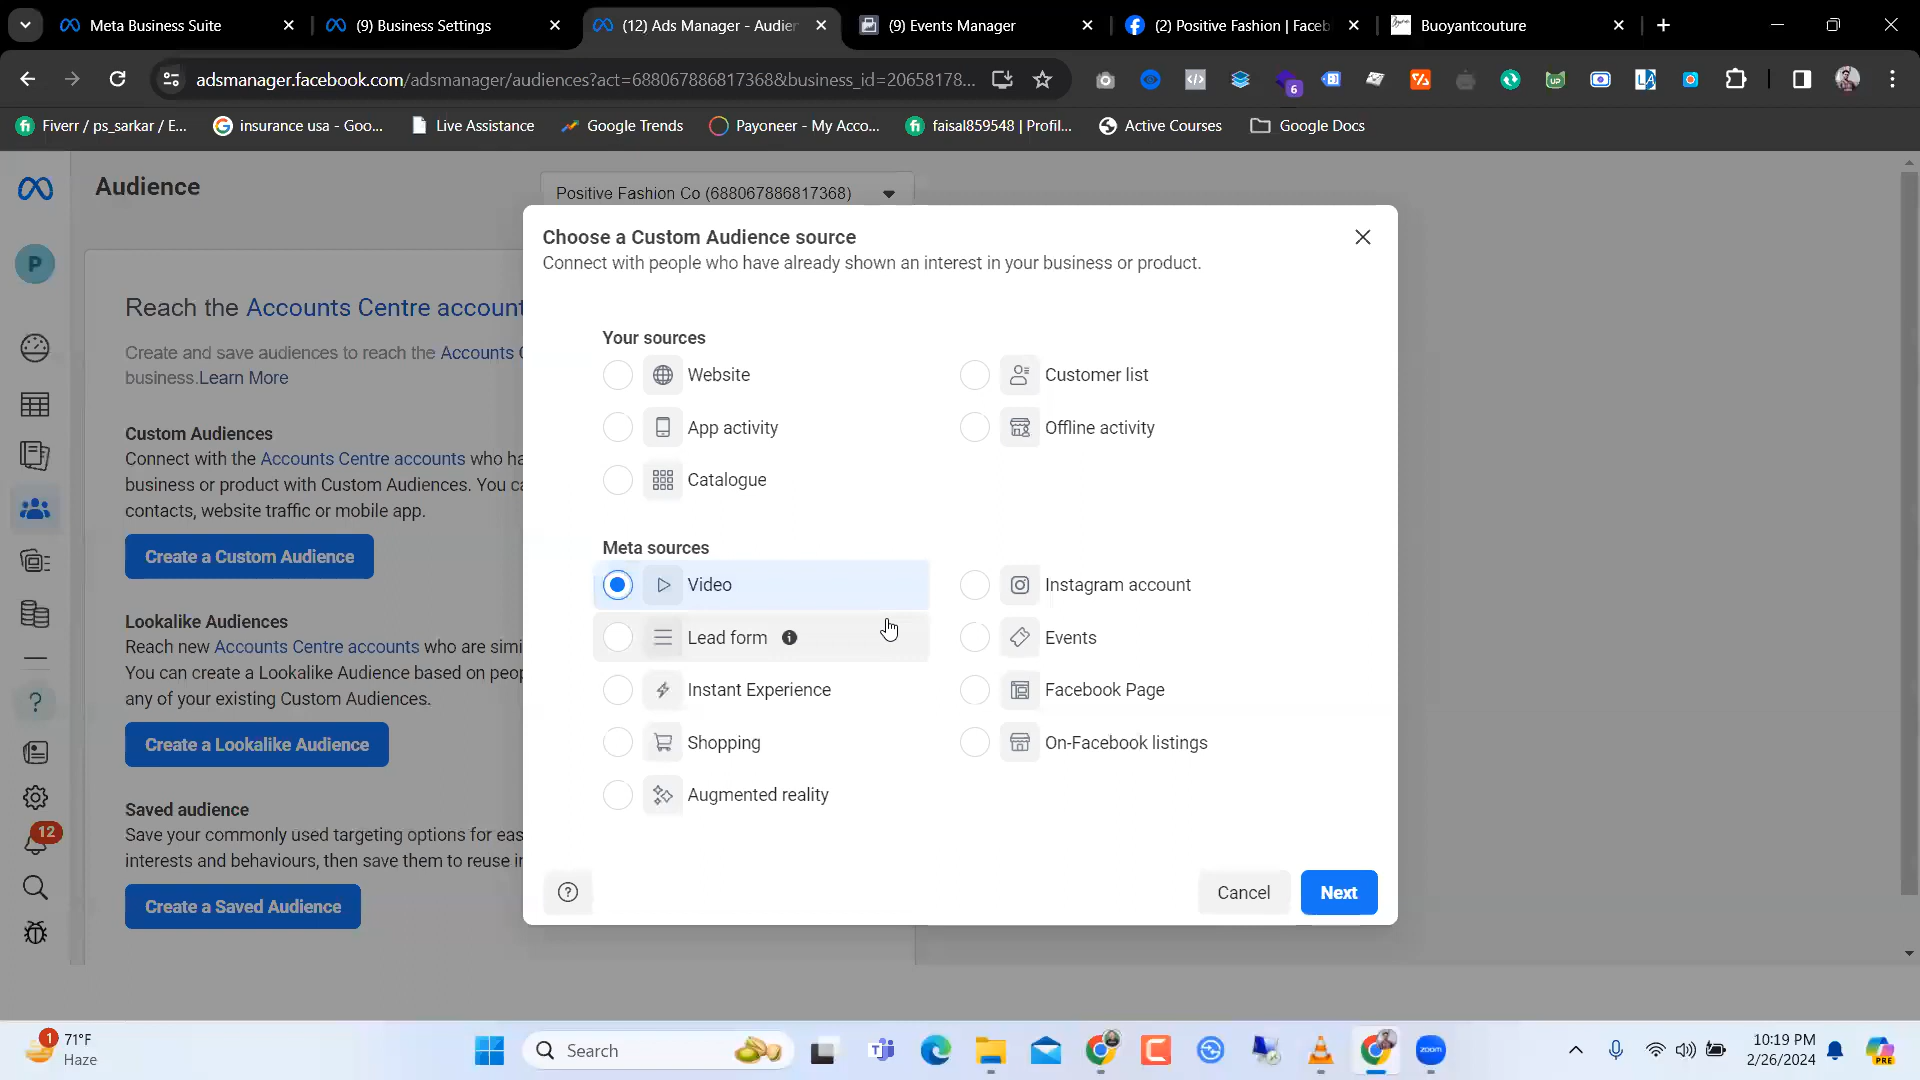 Meta Business Suite
(9) Business Settings
(12) Ads Manager - Audien
(9) Events Manager
(2) Positive Fashion | Faceb
Buoyantcouture
adsmanager.facebook.com/adsmanager/audiences?act=688067886817368&business_id=20658178...
6
Fiverr / ps_sarkar / E...
insurance usa - Goo...
Live Assistance
Google Trends
Payoneer - My Acco...
faisal859548 | Profil...
Active Courses
Google Docs
Audience
Positive Fashion Co (688067886817368)
P
Reach the Accounts Centre account
Create and save audiences to reach the Accounts C
business.Learn More
Custom Audiences
Connect with the Accounts Centre accounts who ha
business or product with Custom Audiences. You ca
contacts, website traffic or mobile app.
Create a Custom Audience
Lookalike Audiences
Reach new Accounts Centre accounts who are simi
You can create a Lookalike Audience based on peop
any of your existing Custom Audiences.
Create a Lookalike Audience
Saved audience
Save your commonly used targeting options for eas
interests and behaviours, then save them to reuse in
Create a Saved Audience
12
Choose a Custom Audience source
Connect with people who have already shown an interest in your business or product.
Your sources
Website
Customer list
App activity
Offline activity
Catalogue
Meta sources
Video
Instagram account
Lead form
Events
Instant Experience
Facebook Page
Shopping
On-Facebook listings
Augmented reality
Cancel
Next
1
71°F
Haze
Search
zoom
10:19 PM
2/26/2024
PRE